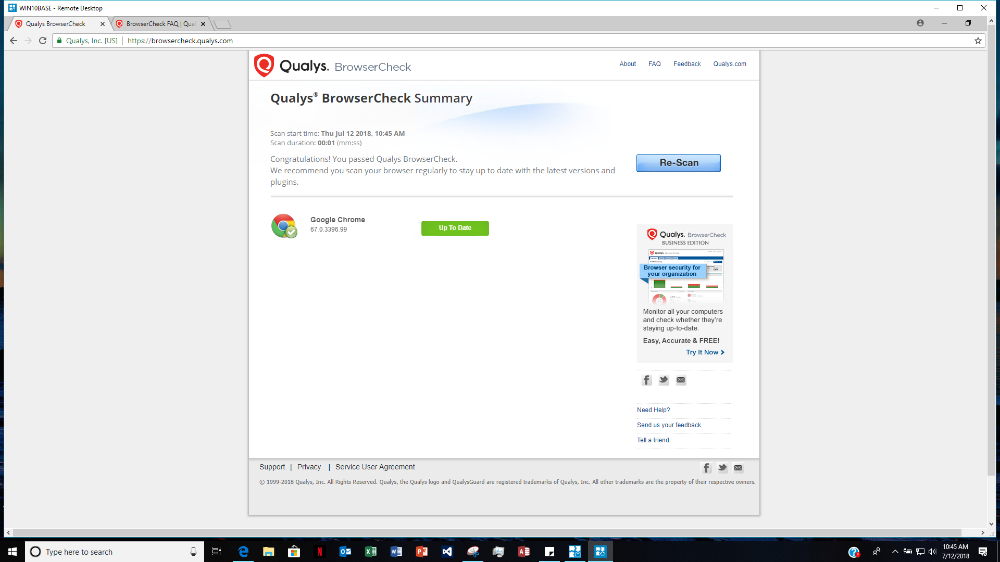 WIN10BASE - Remote Desktop
Qualys BrowserCheck
BrowserCheck FAQ | Qual
Qualys, Inc. [US]
https://browsercheck.qualys.com
Qualys. BrowserCheck
About
FAQ
Feedback
Qualys.com
Qualys® BrowserCheck Summary
Scan start time: Thu Jul 12 2018, 10:45 AM
Scan duration: 00:01 (mm:ss)
Congratulations! You passed Qualys BrowserCheck.
We recommend you scan your browser regularly to stay up to date with the latest versions and
plugins.
Re-Scan
Google Chrome
67.0.3396.99
Up To Date
Qualys. BrowserCheck
BUSINESS EDITION
Browser security for
your organization
Monitor all your computers
and check whether they're
staying up-to-date.
Easy, Accurate & FREE!
Try It Now
Need Help?
Send us your feedback
Tell a friend
Support | Privacy | Service User Agreement
© 1999-2018 Qualys, Inc. All Rights Reserved. Qualys, the Qualys logo and QualysGuard are registered trademarks of Qualys, Inc. All other trademarks are the property of their respective owners.
Type here to search
10:45 AM
7/12/2018